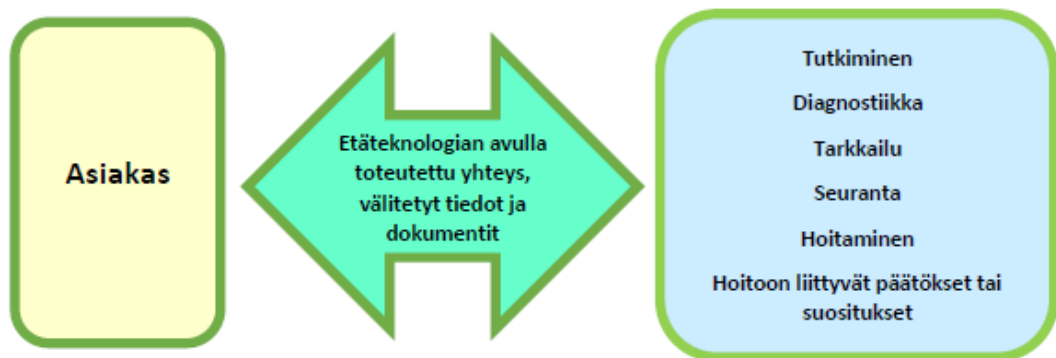 Asiakas
Etäteknologian avulla
toteutettu yhteys,
välitetyt tiedot ja
dokumentit
Tutkiminen
Diagnostiikka
Tarkkailu
Seuranta
Hoitaminen
Hoitoon liittyvät päätökset tai
suositukset